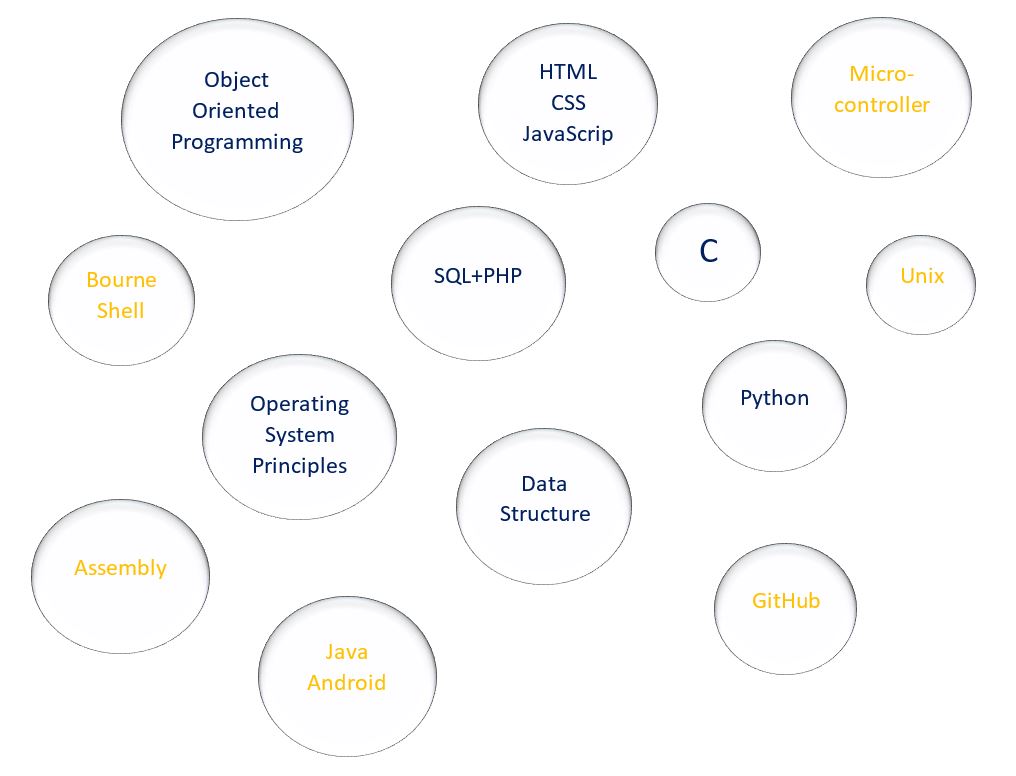 Object
Oriented
Programming
HTML
CSS
JavaScrip
Micro-
controller
Bourne
Shell
SQL+PHP
C
Unix
Operating
System
Principles
Python
Data
Structure
Assembly
GitHub
Java
Android